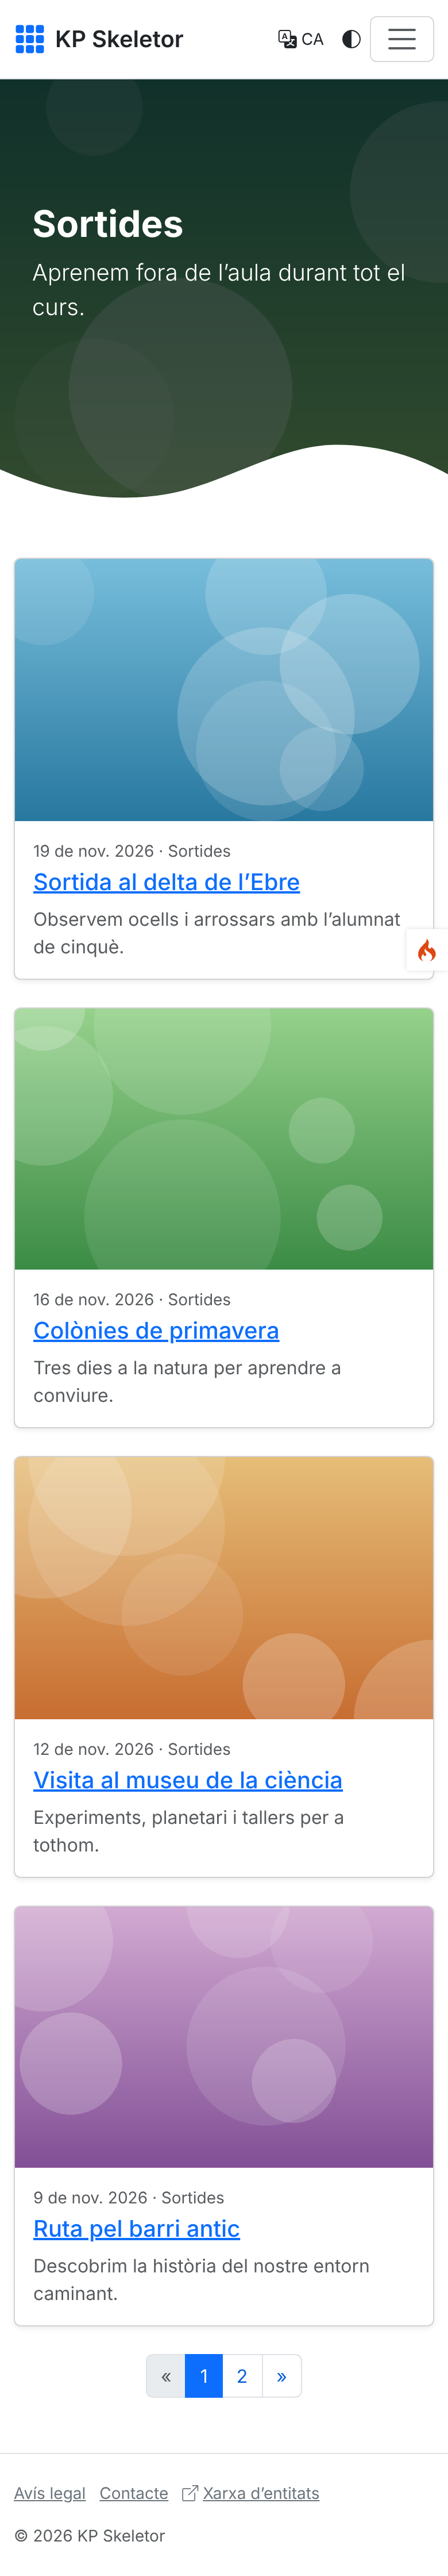 KP Skeletor
CA
Sortides
Aprenem fora de l’aula durant tot el
curs.
19 de nov. 2026 · Sortides
Sortida al delta de l’Ebre
Observem ocells i arrossars amb l’alumnat
de cinquè.
16 de nov. 2026 · Sortides
Colònies de primavera
Tres dies a la natura per aprendre a
conviure.
12 de nov. 2026 · Sortides
Visita al museu de la ciència
Experiments, planetari i tallers per a
tothom.
9 de nov. 2026 · Sortides
Ruta pel barri antic
Descobrim la història del nostre entorn
caminant.
« 1 2 »
Avís legal Contacte Xarxa d’entitats
© 2026 KP Skeletor